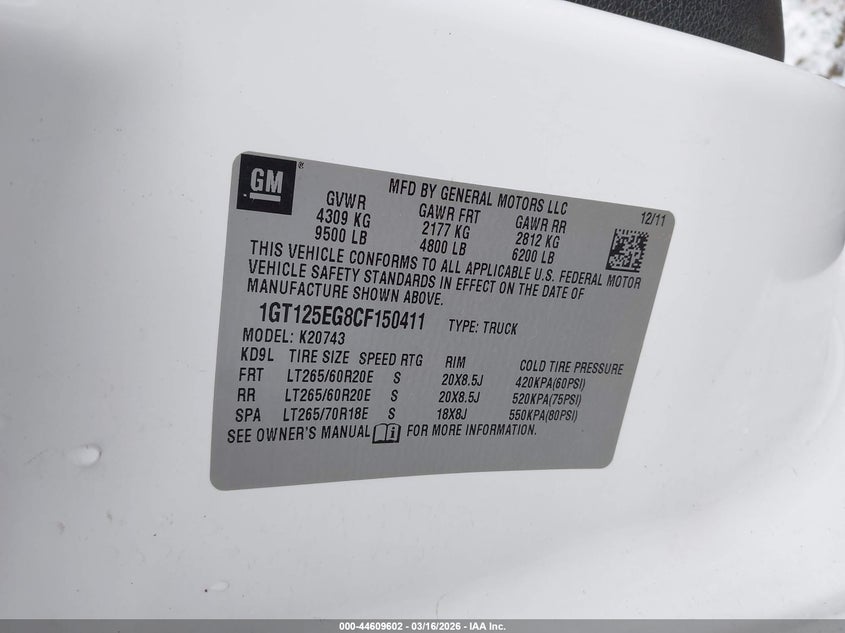 GM
MFD BY GENERAL MOTORS LLC
12/11
GVWR GAWR FRT GAWR RR
4309 KG 2177 KG 2812 KG
9500 LB 4800 LB 6200 LB
THIS VEHICLE CONFORMS TO ALL APPLICABLE U.S. FEDERAL MOTOR
VEHICLE SAFETY STANDARDS IN EFFECT ON THE DATE OF
MANUFACTURE SHOWN ABOVE.
1GT125EG8CF150411 TYPE: TRUCK
MODEL: K20743
KD9L TIRE SIZE SPEED RTG RIM COLD TIRE PRESSURE
FRT LT265/60R20E S 20X8.5J 420KPA(60PSI)
RR LT265/60R20E S 20X8.5J 520KPA(75PSI)
SPA LT265/70R18E S 18X8J 550KPA(80PSI)
SEE OWNER'S MANUAL FOR MORE INFORMATION.
000-44609602 - 03/16/2026 - IAA Inc.